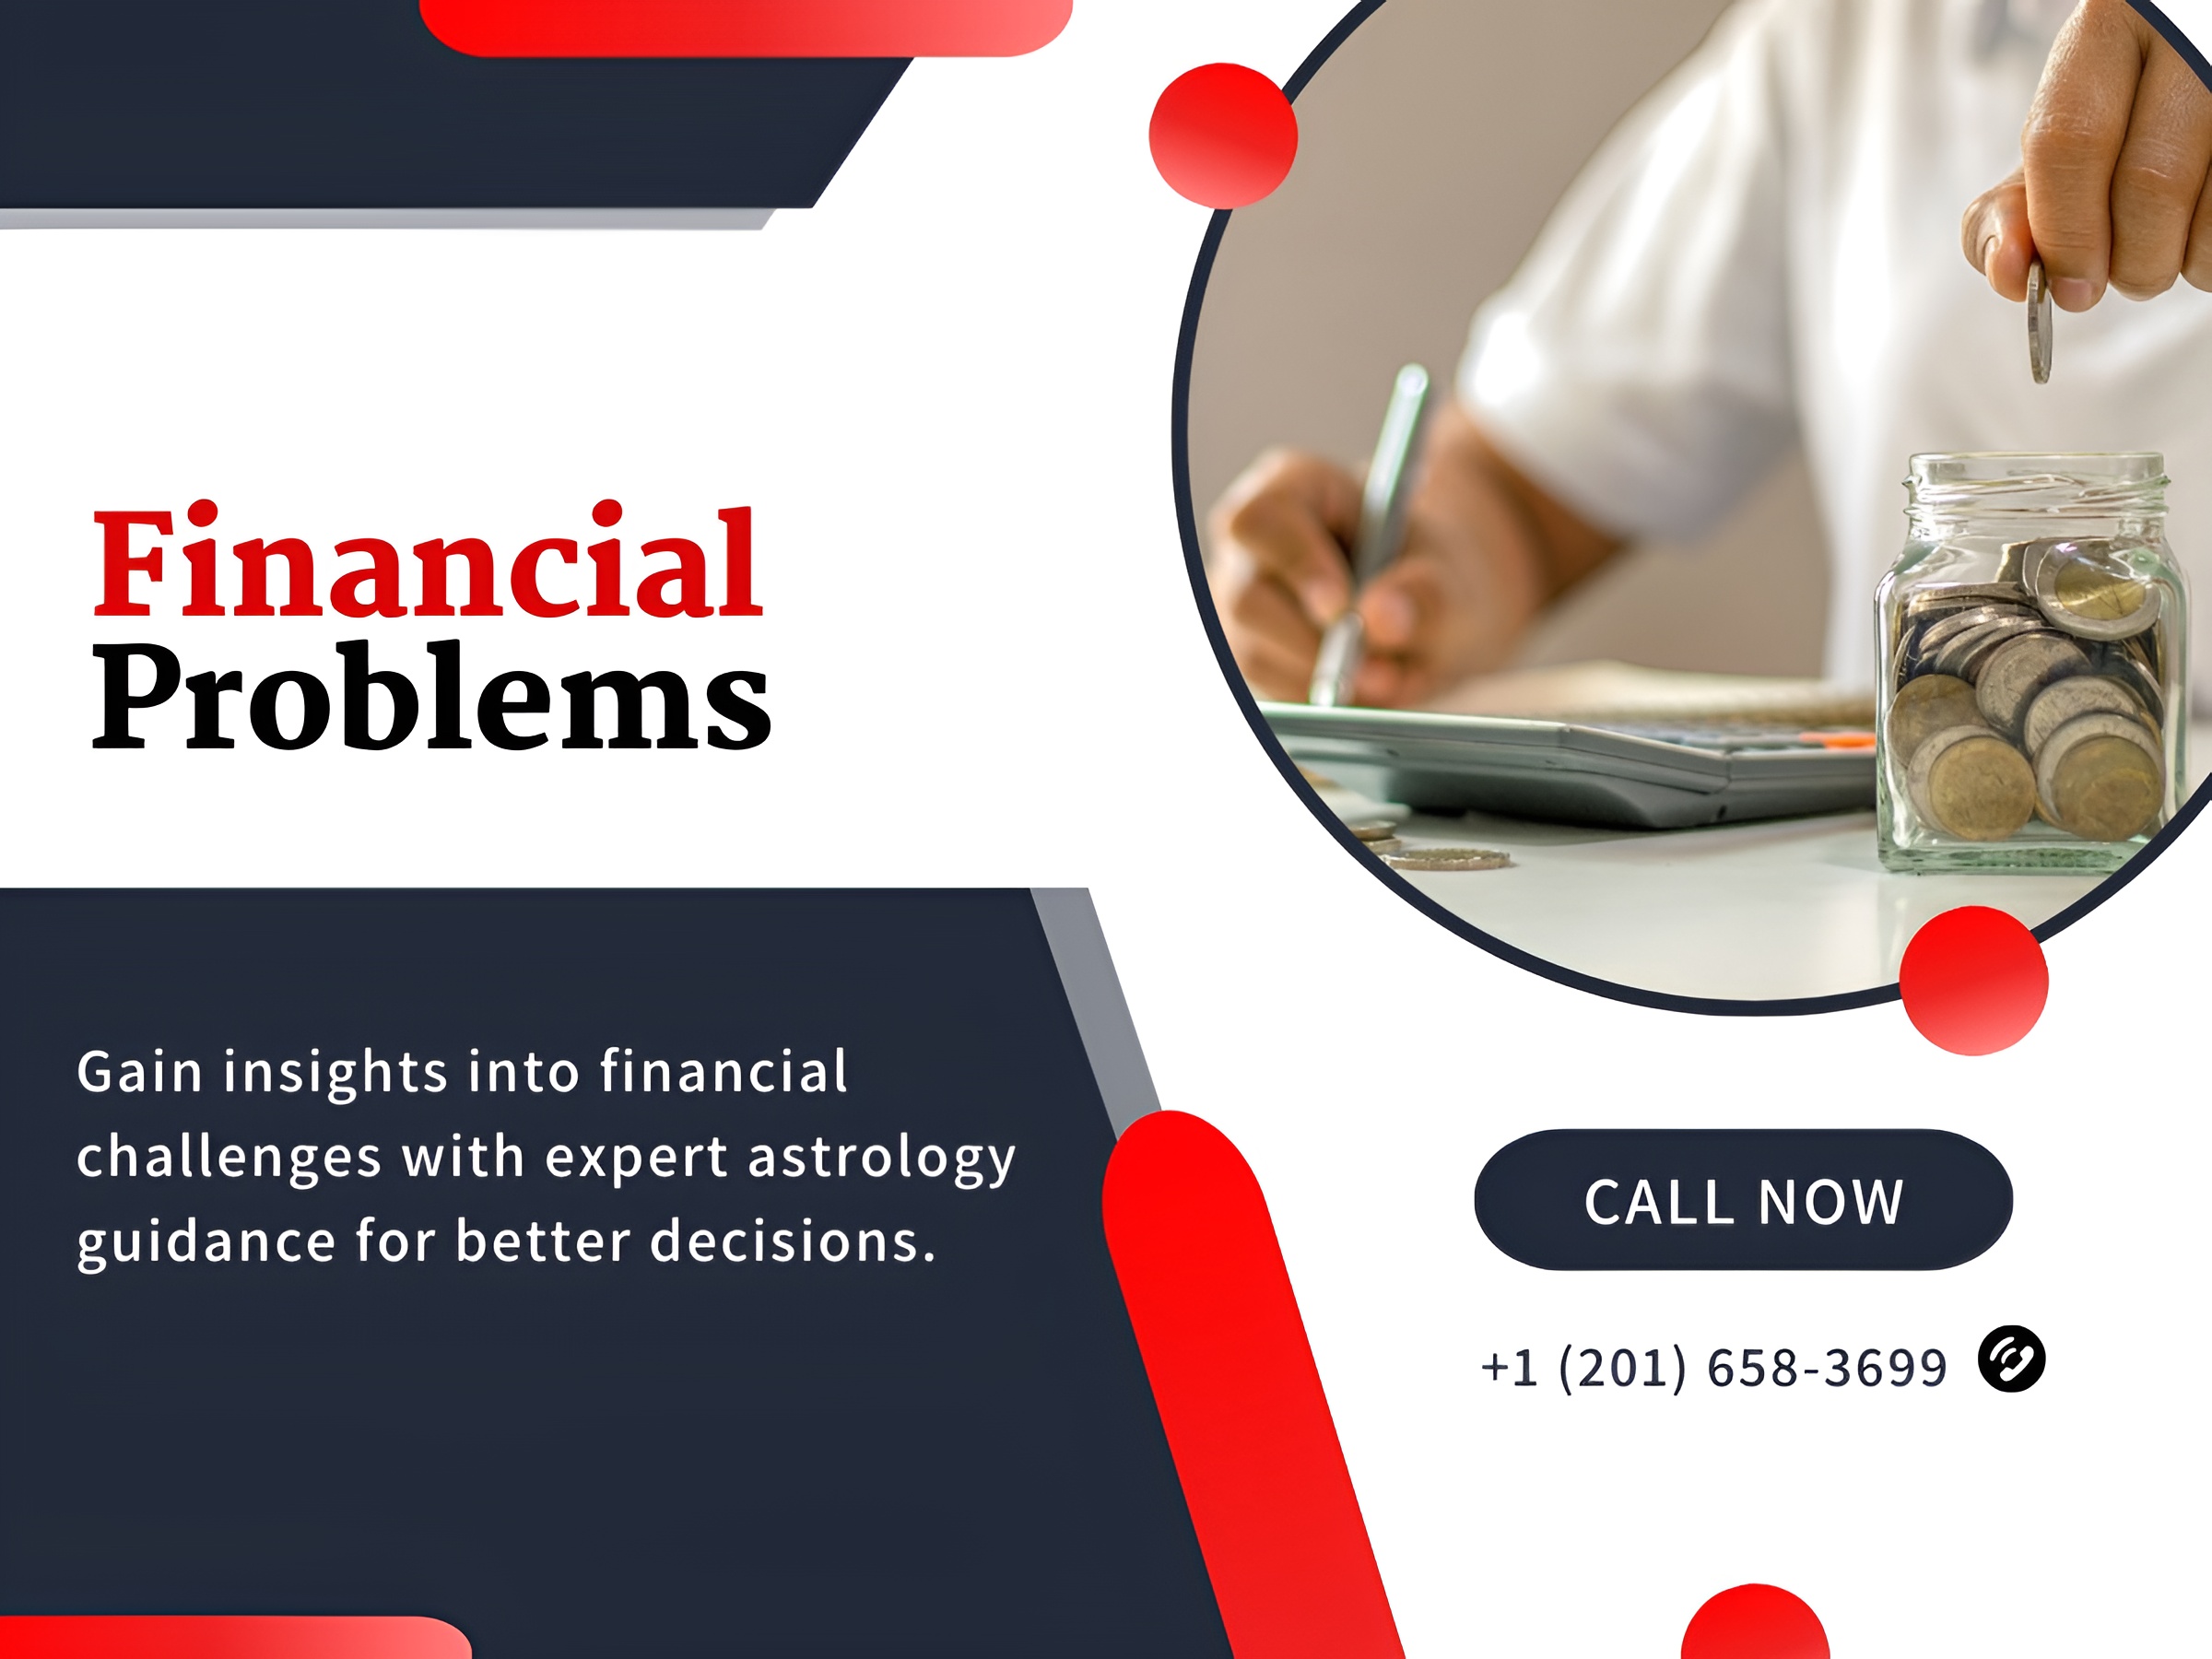 Financial
Problems
Gain insights into financial
challenges with expert astrology
guidance for better decisions.
CALL NOW
+1 (201) 658-3699